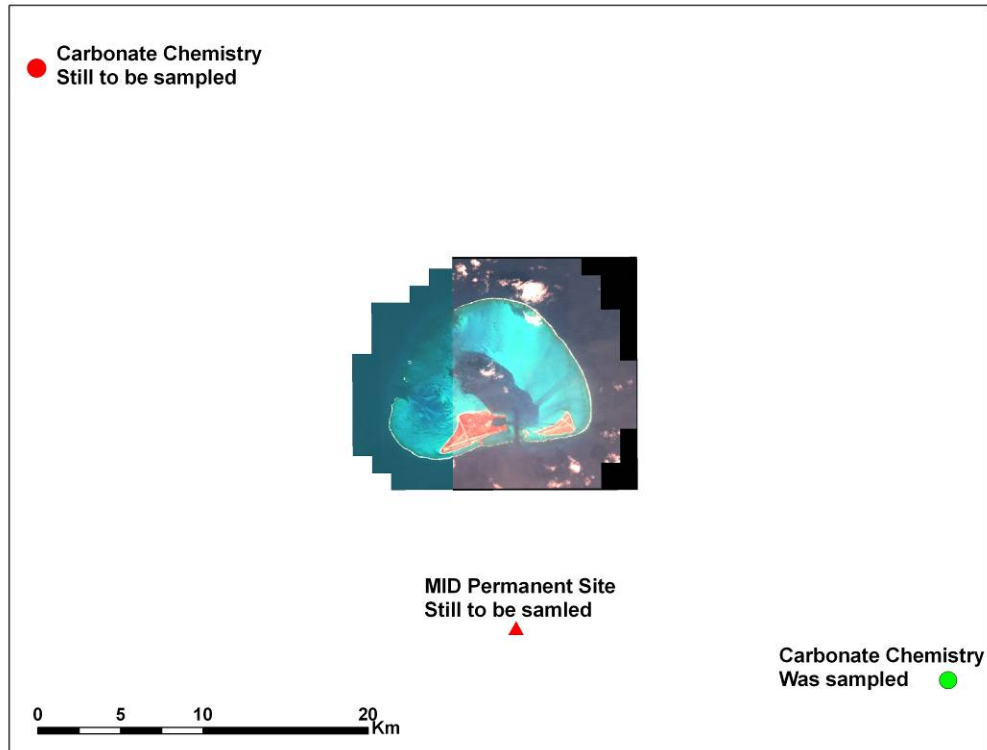 Carbonate Chemistry
Still to be sampled
MID Permanent Site
Still to be samled
Carbonate Chemistry
Was sampled
0 5 10 20
Km